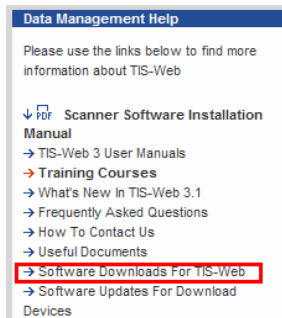 Data Management Help
Please use the links below to find more
information about TIS-Web
PDF Scanner Software Installation
Manual
→ TIS-Web 3 User Manuals
→ Training Courses
→ What's New In TIS-Web 3.1
→ Frequently Asked Questions
→ How To Contact Us
→ Useful Documents
→ Software Downloads For TIS-Web
→ Software Updates For Download
Devices